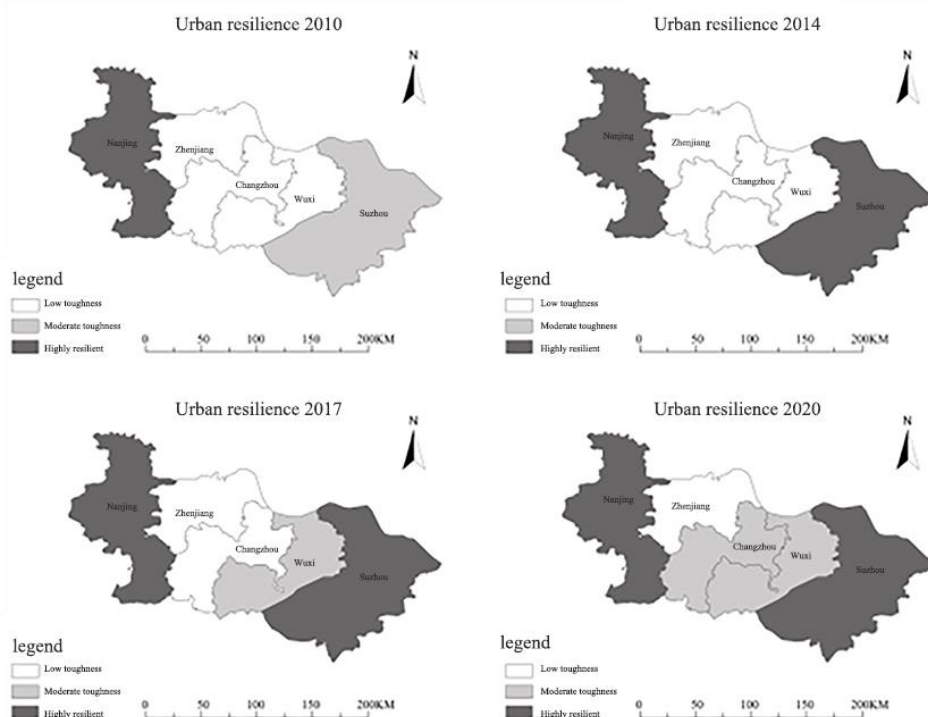 Urban resilience 2010
N
Nanjing
Zhenjiang
Changzhou
Wuxi
Suzhou
legend
Low toughness
Moderate toughness
Highly resilient
0 50 100 150 200KM
Urban resilience 2014
N
Nanjing
Zhenjiang
Changzhou
Wuxi
Suzhou
legend
Low toughness
Moderate toughness
Highly resilient
0 50 100 150 200KM
Urban resilience 2017
N
Nanjing
Zhenjiang
Changzhou
Wuxi
Suzhou
legend
Low toughness
Moderate toughness
Highly resilient
0 50 100 150 200KM
Urban resilience 2020
N
Nanjing
Zhenjiang
Changzhou
Wuxi
Suzhou
legend
Low toughness
Moderate toughness
Highly resilient
0 50 100 150 200KM